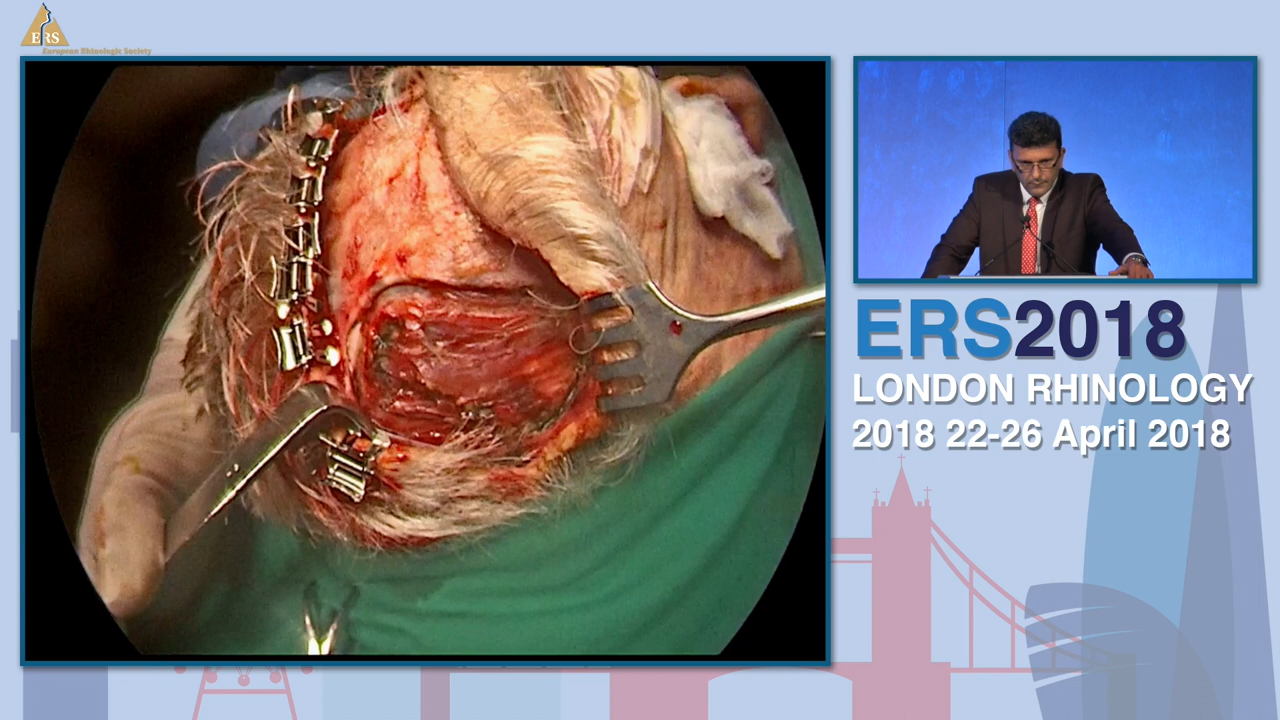 ERS
European Rhinologic Society
ERS2018
LONDON RHINOLOGY
2018 22-26 April 2018